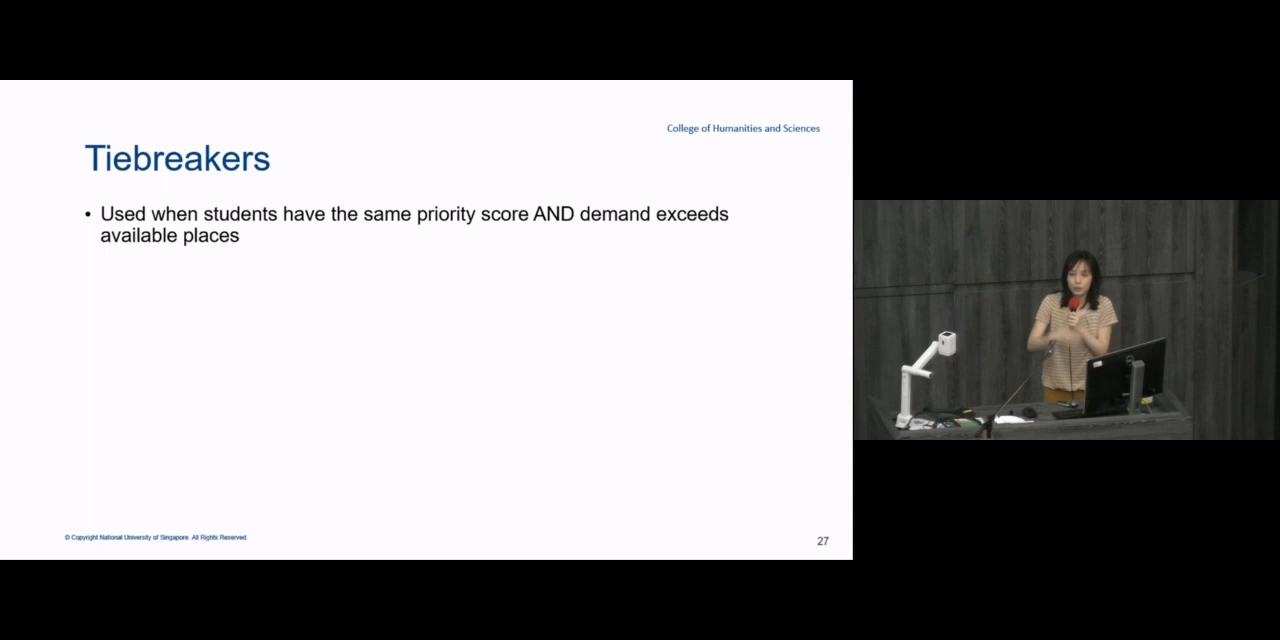 College of Humanities and Sciences
Tiebreakers
• Used when students have the same priority score AND demand exceeds
available places
© Copyright National University of Singapore. All Rights Reserved.
27